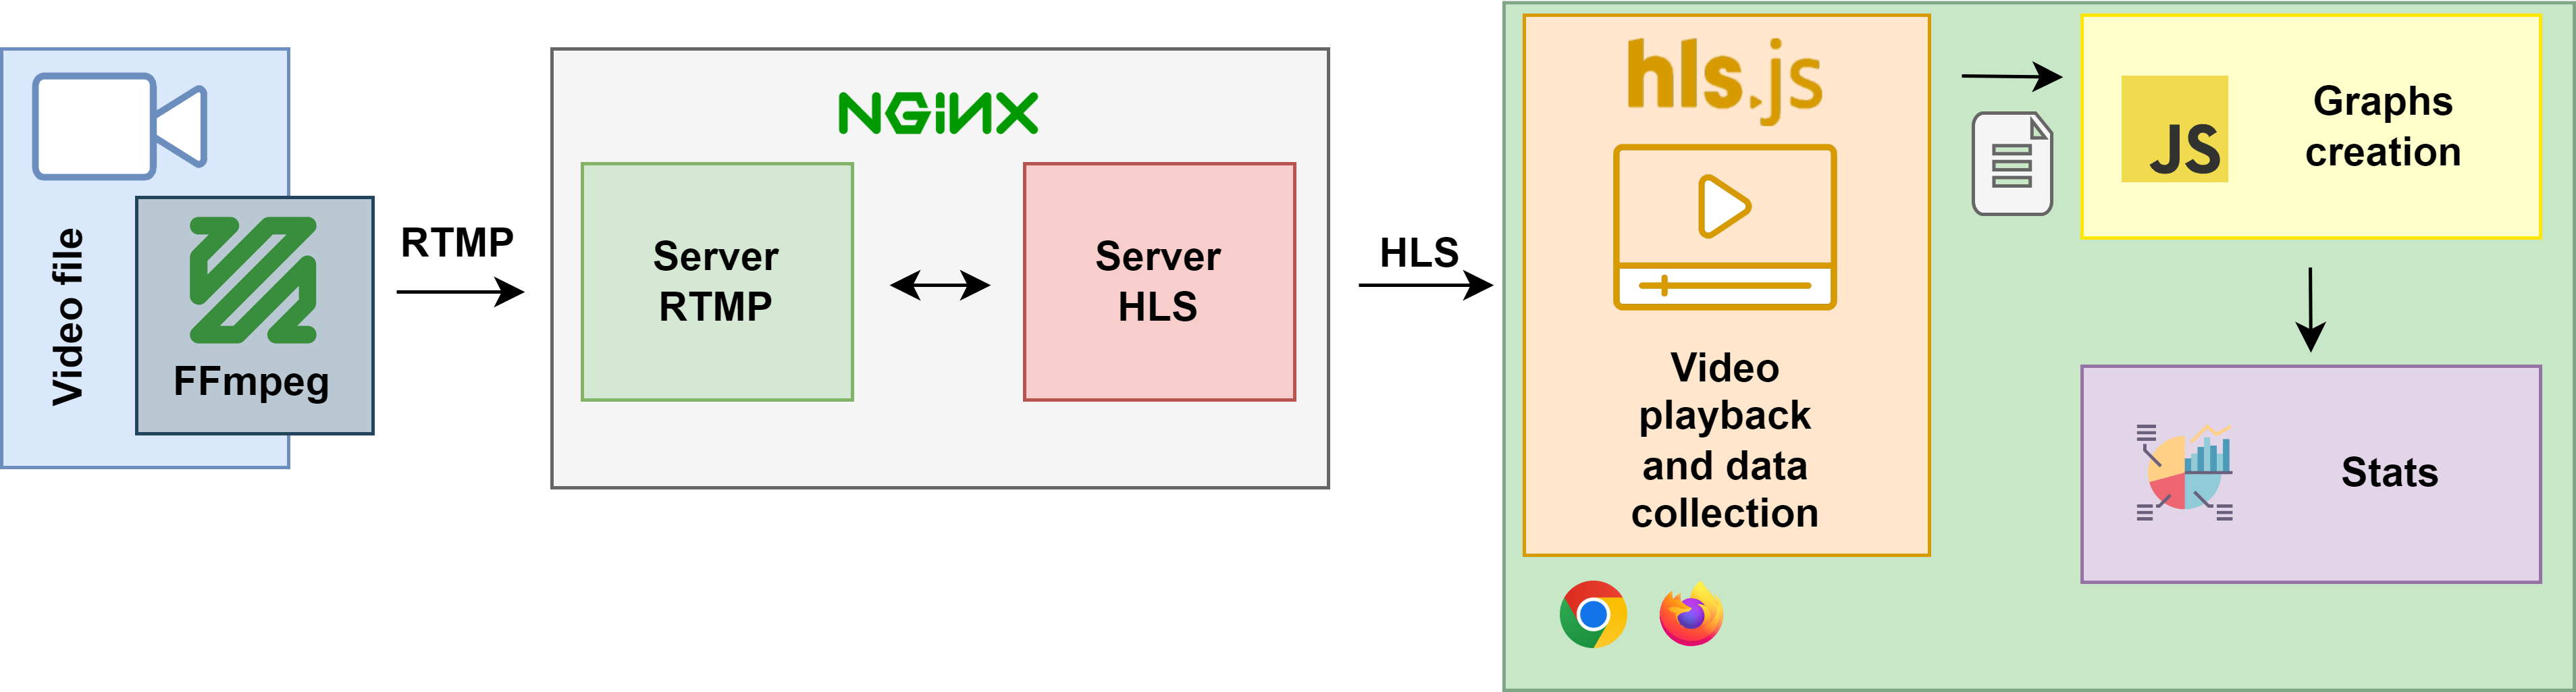 Video file
FFmpeg
RTMP
NGiNX
Server
RTMP
Server
HLS
HLS
hls.js
Video
playback
and data
collection
JS
Graphs
creation
Stats